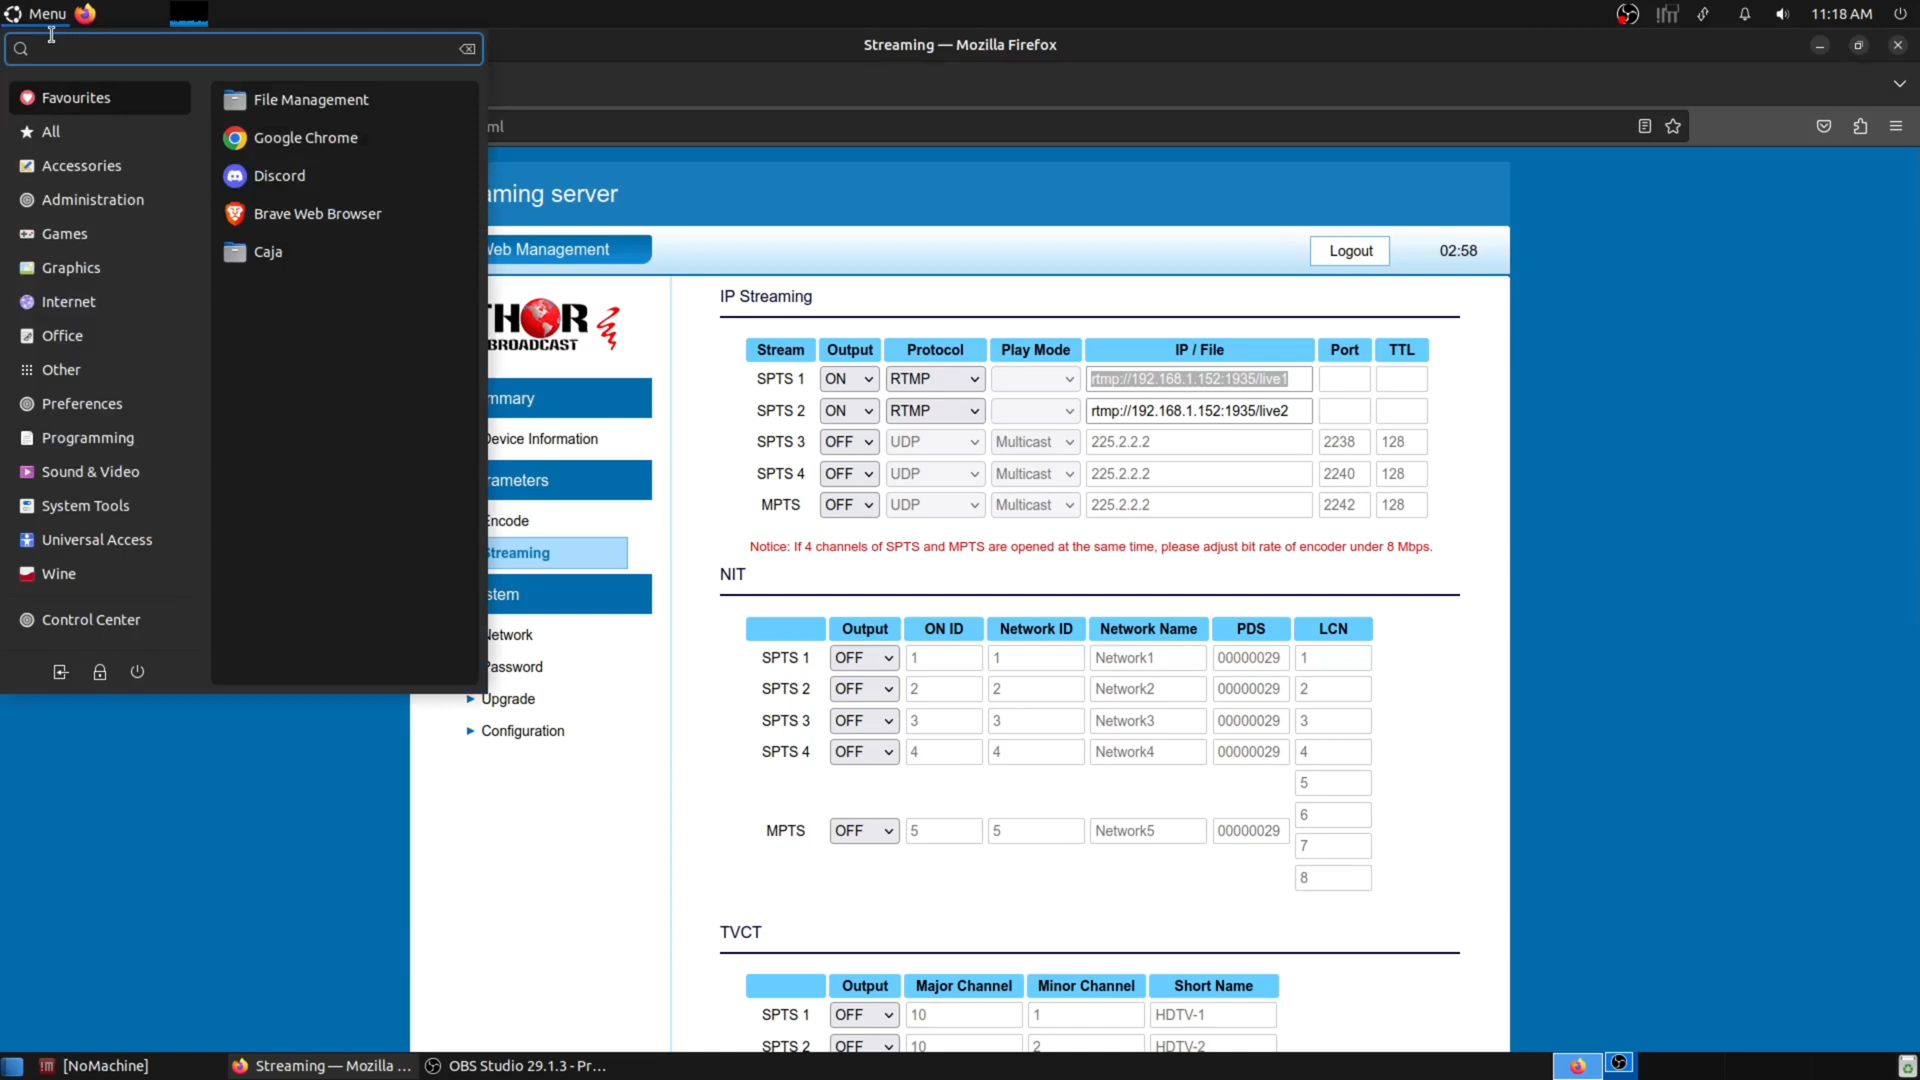 Menu
11:18 AM
Streaming — Mozilla Firefox
ml
Favourites
All
Accessories
Administration
Games
Graphics
Internet
Office
Other
Preferences
Programming
Sound & Video
System Tools
Universal Access
Wine
Control Center
File Management
Google Chrome
Discord
Brave Web Browser
Caja
aming server
Web Management
Logout
02:58
THOR
BROADCAST
mmary
Device Information
rameters
Encode
Streaming
stem
Network
Password
Upgrade
Configuration
IP Streaming
Stream Output Protocol Play Mode IP / File Port TTL
SPTS 1 ON RTMP rtmp://192.168.1.152:1935/live1
SPTS 2 ON RTMP rtmp://192.168.1.152:1935/live2
SPTS 3 OFF UDP Multicast 225.2.2.2 2238 128
SPTS 4 OFF UDP Multicast 225.2.2.2 2240 128
MPTS OFF UDP Multicast 225.2.2.2 2242 128
Notice: If 4 channels of SPTS and MPTS are opened at the same time, please adjust bit rate of encoder under 8 Mbps.
NIT
Output ON ID Network ID Network Name PDS LCN
SPTS 1 OFF 1 1 Network1 00000029 1
SPTS 2 OFF 2 2 Network2 00000029 2
SPTS 3 OFF 3 3 Network3 00000029 3
SPTS 4 OFF 4 4 Network4 00000029 4
5
6
MPTS OFF 5 5 Network5 00000029
7
8
TVCT
Output Major Channel Minor Channel Short Name
SPTS 1 OFF 10 1 HDTV-1
SPTS 2 OFF 10 2 HDTV-2
[NoMachine]
Streaming — Mozilla ...
OBS Studio 29.1.3 - Pr...